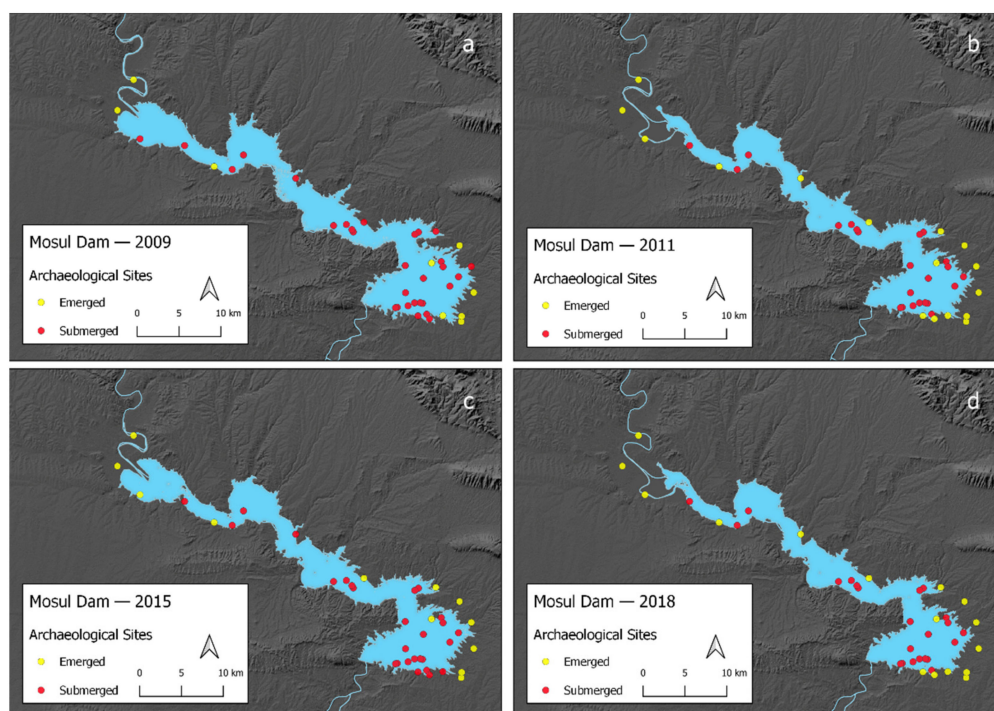 a
Mosul Dam — 2009
Archaeological Sites
Emerged
Submerged
0 5 10 km
b
Mosul Dam — 2011
Archaeological Sites
Emerged
Submerged
0 5 10 km
c
Mosul Dam — 2015
Archaeological Sites
Emerged
Submerged
0 5 10 km
d
Mosul Dam — 2018
Archaeological Sites
Emerged
Submerged
0 5 10 km